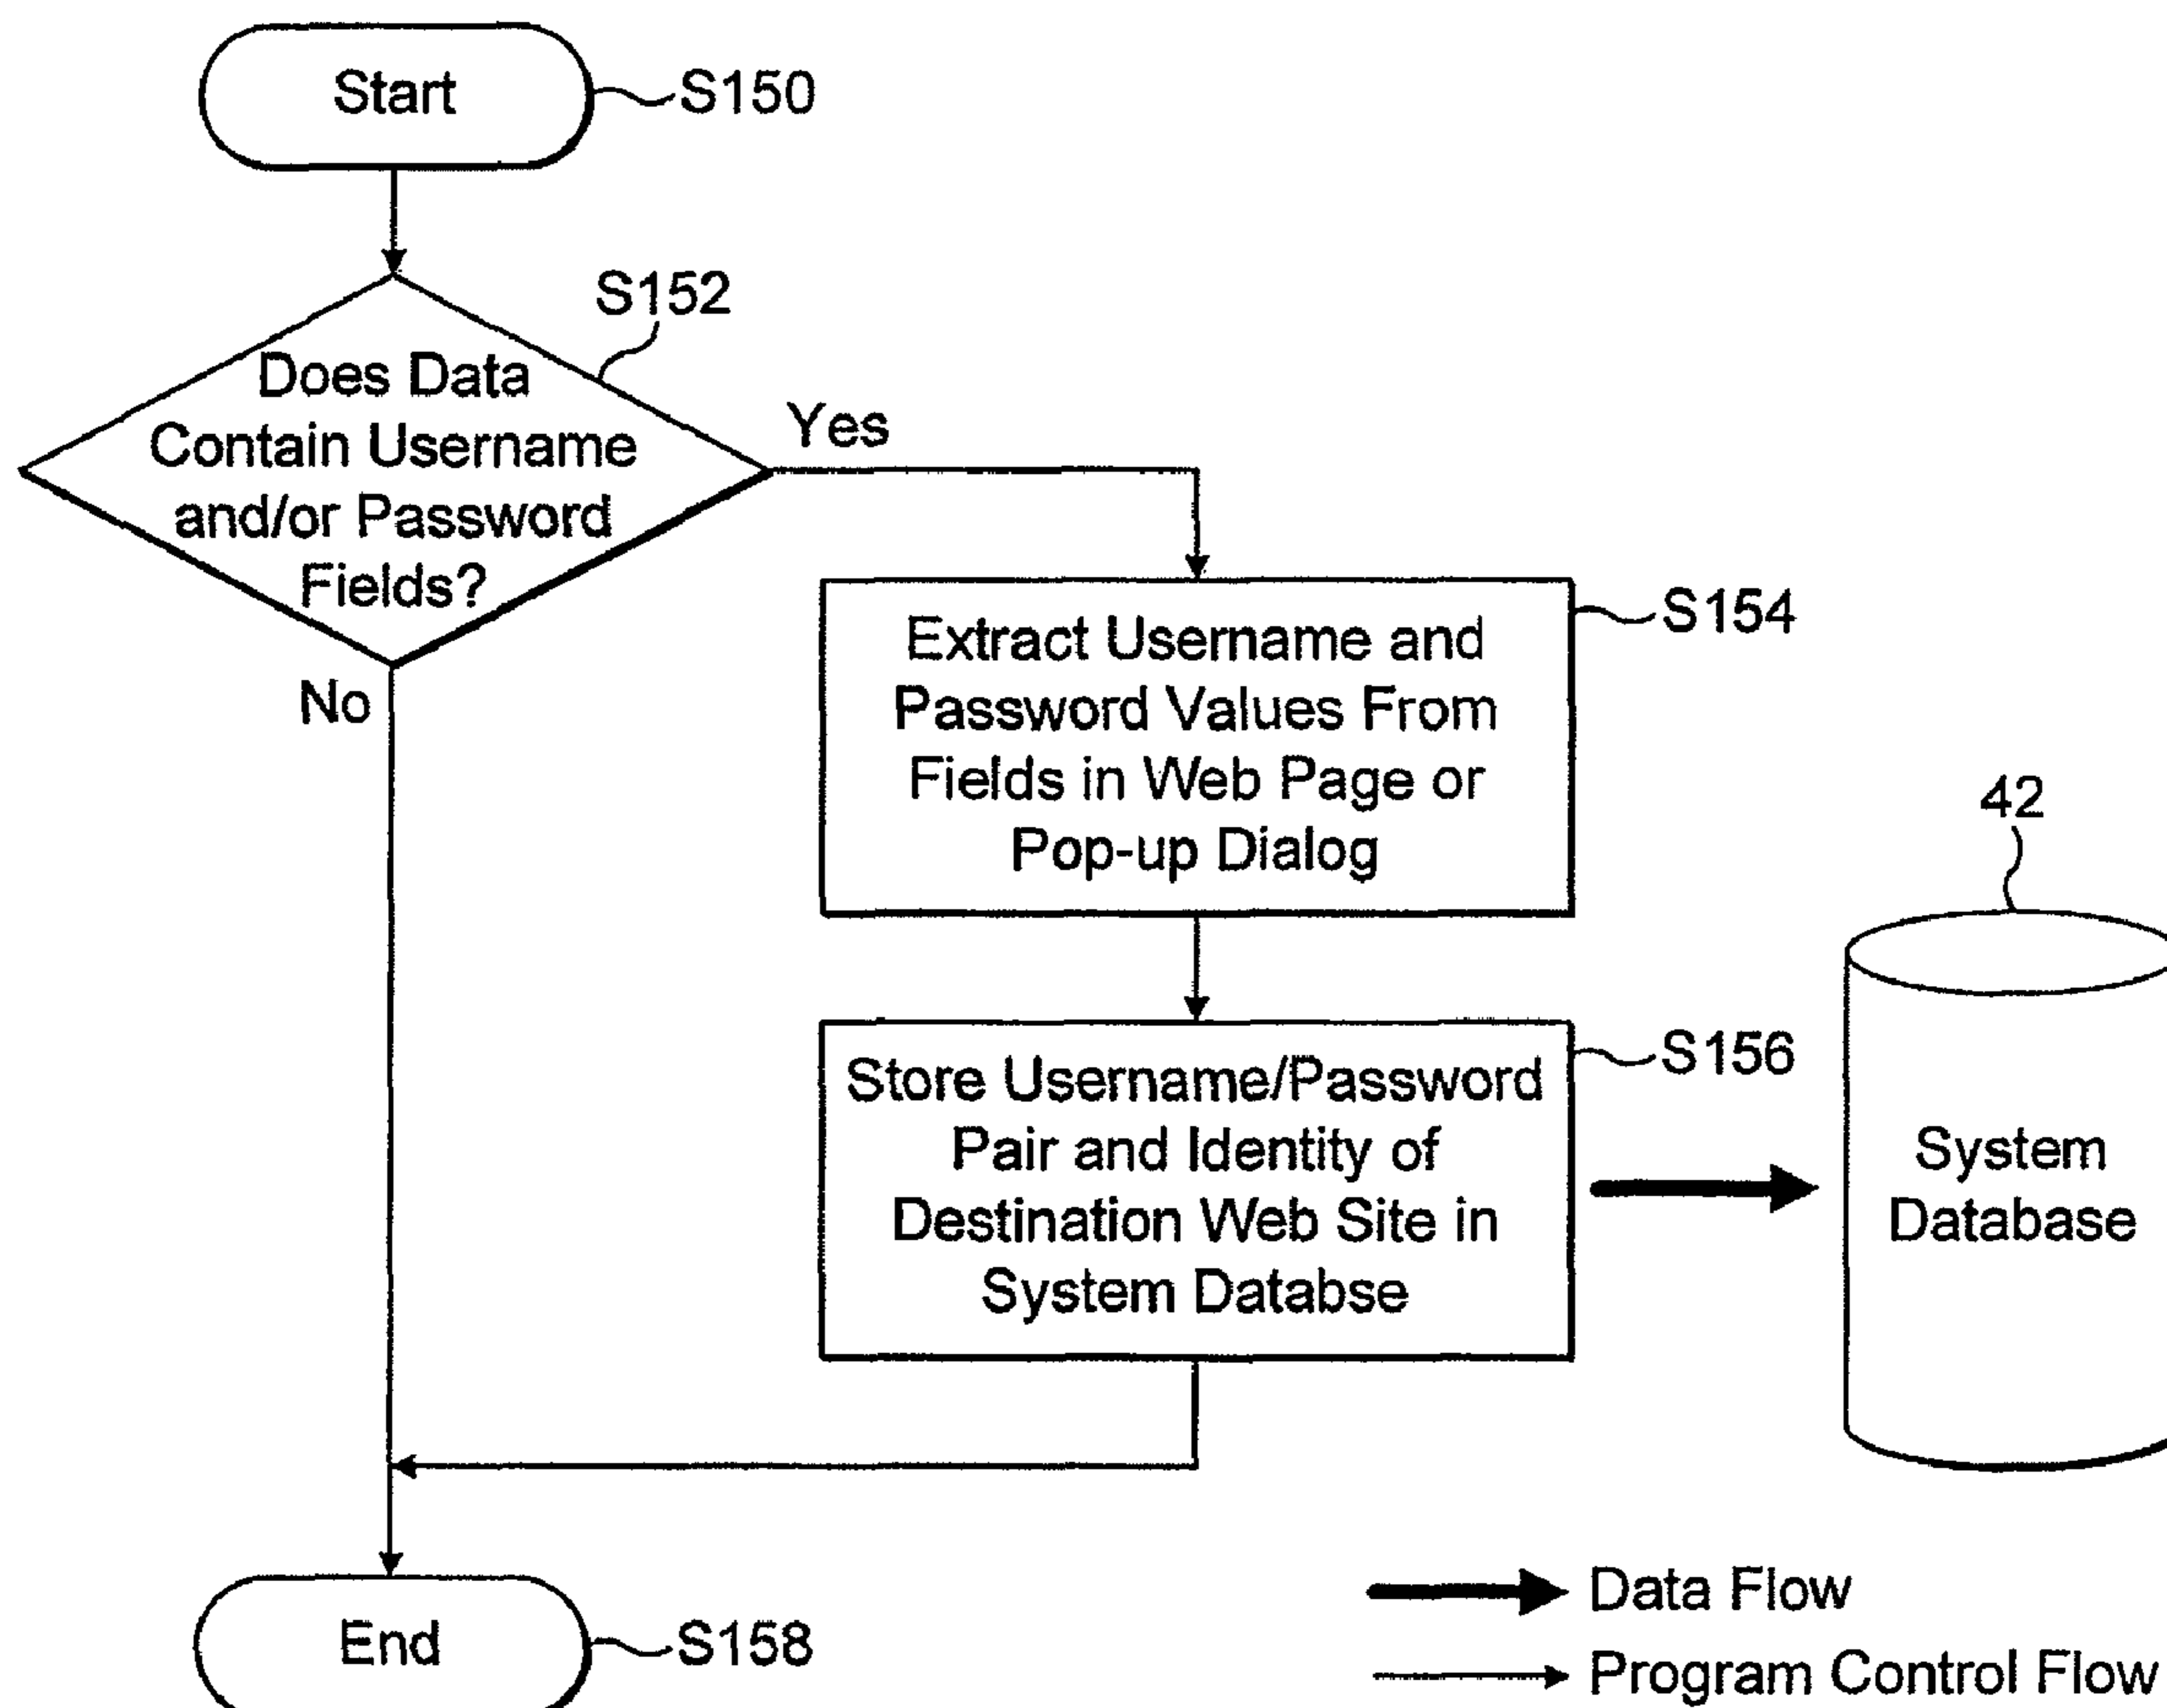 Start
S150
S152
Does Data
Contain Username
and/or Password
Fields?
Yes
No
S154
Extract Username and
Password Values From
Fields in Web Page or
Pop-up Dialog
42
S156
Store Username/Password
Pair and Identity of
Destination Web Site in
System Databse
System
Database
End
S158
Data Flow
Program Control Flow